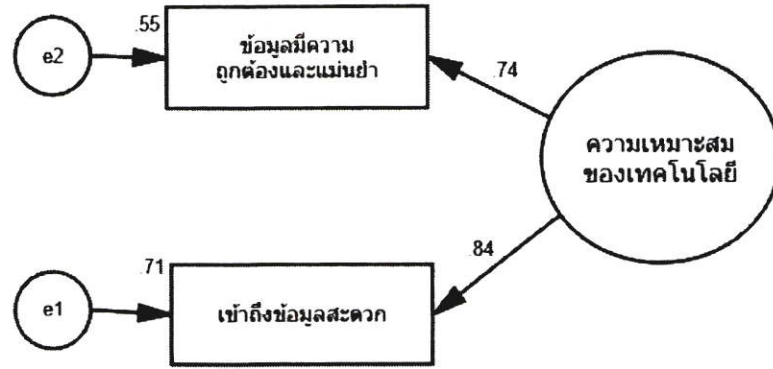 .55
e2
ข้อมูลมีความ
ถูกต้องและแม่นยำ
.74
ความเหมาะสม
ของเทคโนโลยี
.84
.71
e1
เข้าถึงข้อมูลสะดวก